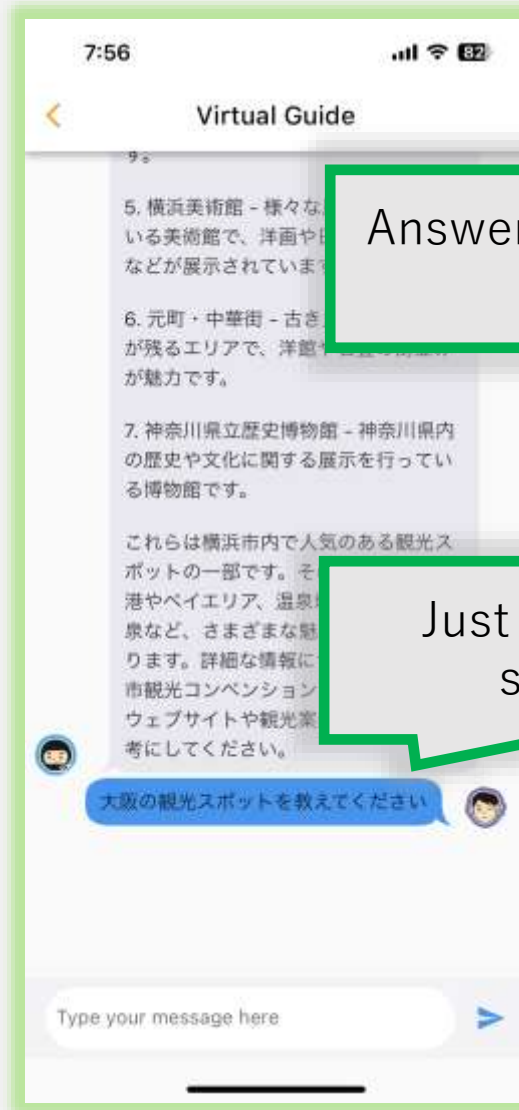 7:56
82
Virtual Guide
す。
5. 横浜美術館 - 様々な
いる美術館で、洋画や
などが展示されています
6. 元町・中華街 - 古き
が残るエリアで、洋館や
が魅力です。
7. 神奈川県立歴史博物館 - 神奈川県内
の歴史や文化に関する展示を行ってい
る博物館です。
これらは横浜市内で人気のある観光ス
ポットの一部です。そ
港やベイエリア、温泉
泉など、さまざまな魅
ります。詳細な情報に
市観光コンベンション
ウェブサイトや観光案
考にしてください。
大阪の観光スポットを教えてください
Type your message here
Answer
Just
s